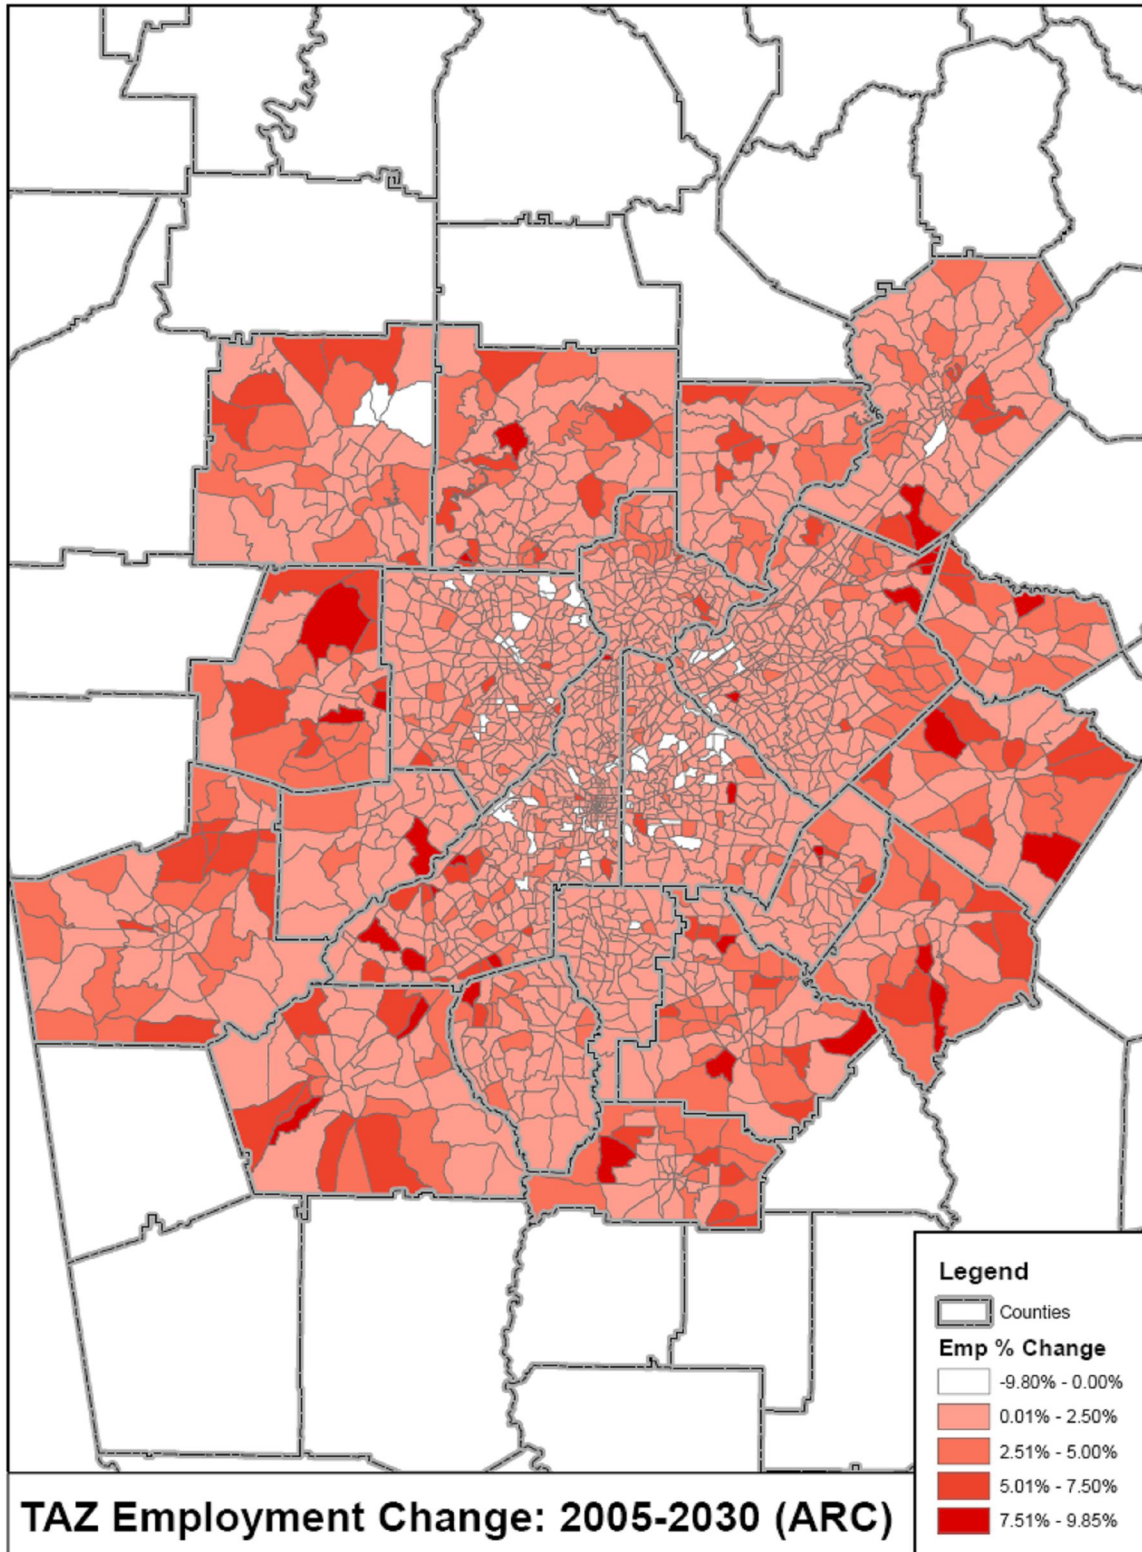 Legend
Counties
Emp % Change
-9.80% - 0.00%
0.01% - 2.50%
2.51% - 5.00%
5.01% - 7.50%
7.51% - 9.85%
TAZ Employment Change: 2005-2030 (ARC)